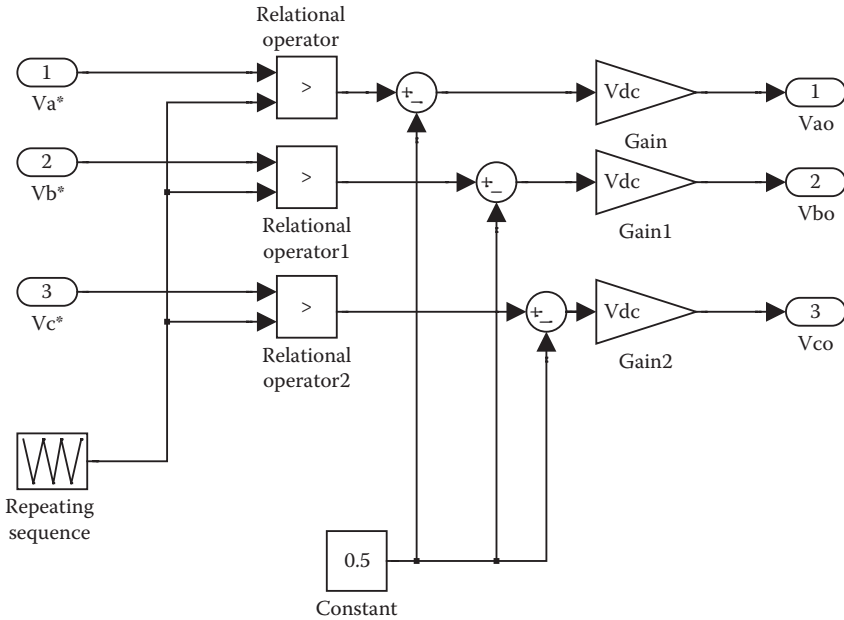 Relational
operator
1
Va*
>
+
−
Vdc
Gain
1
Vao
2
Vb*
>
Relational
operator1
+
−
Vdc
Gain1
2
Vbo
3
Vc*
>
Relational
operator2
+
−
Vdc
Gain2
3
Vco
Repeating
sequence
0.5
Constant